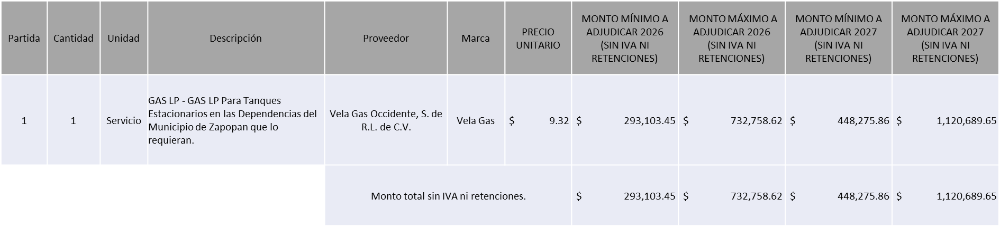 Partida
Cantidad
Unidad
Descripción
Proveedor
Marca
PRECIO
UNITARIO
MONTO MÍNIMO A
ADJUDICAR 2026
(SIN IVA NI
RETENCIONES)
MONTO MÁXIMO A
ADJUDICAR 2026
(SIN IVA NI
RETENCIONES)
MONTO MÍNIMO A
ADJUDICAR 2027
(SIN IVA NI
RETENCIONES)
MONTO MÁXIMO A
ADJUDICAR 2027
(SIN IVA NI
RETENCIONES)
1
1
Servicio
GAS LP - GAS LP Para Tanques
Estacionarios en las Dependencias del
Municipio de Zapopan que lo
requieran.
Vela Gas Occidente, S. de
R.L. de C.V.
Vela Gas
$ 9.32
$ 293,103.45
$ 732,758.62
$ 448,275.86
$ 1,120,689.65
Monto total sin IVA ni retenciones.
$ 293,103.45
$ 732,758.62
$ 448,275.86
$ 1,120,689.65